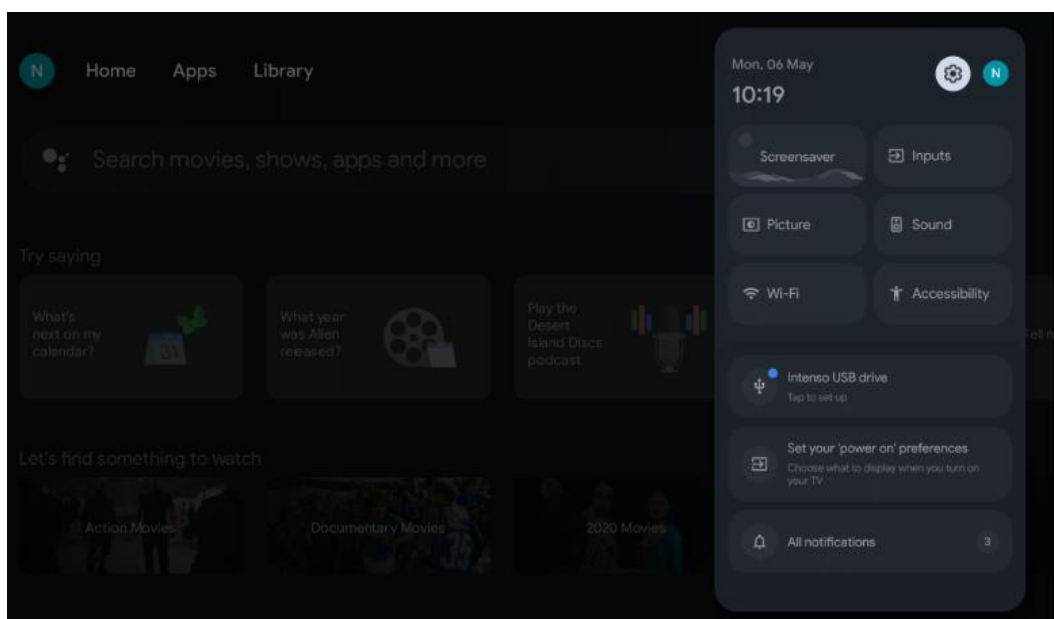 N
Home
Apps
Library
Search movies, shows, apps and more
Try saying
What's
next on my
calendar?
31
What year
was Alien
released?
Play the
Desert
Island Discs
podcast
Let's find something to watch
Action Movies
Documentary Movies
35
2020 Movies
Mon, 06 May
N
10:19
Screensaver
Inputs
Picture
Sound
Wi-Fi
Accessibility
Intenso USB drive
Tap to set up
Set your 'power on' preferences
Choose what to display when you turn on
your TV
All notifications
3